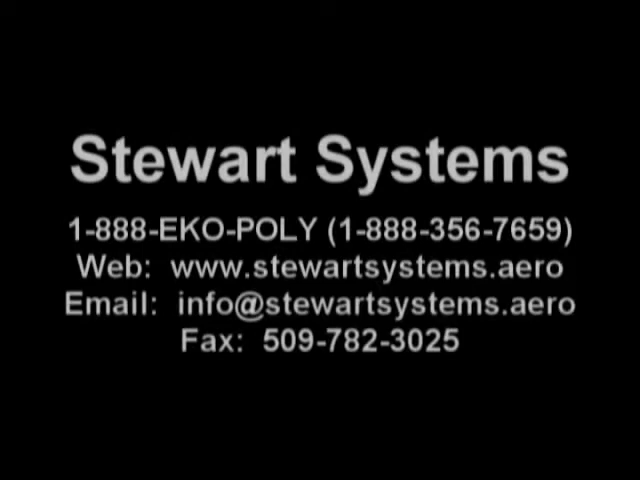 Stewart Systems
1-888-EKO-POLY (1-888-356-7659)
Web: www.stewartsystems.aero
Email: info@stewartsystems.aero
Fax: 509-782-3025